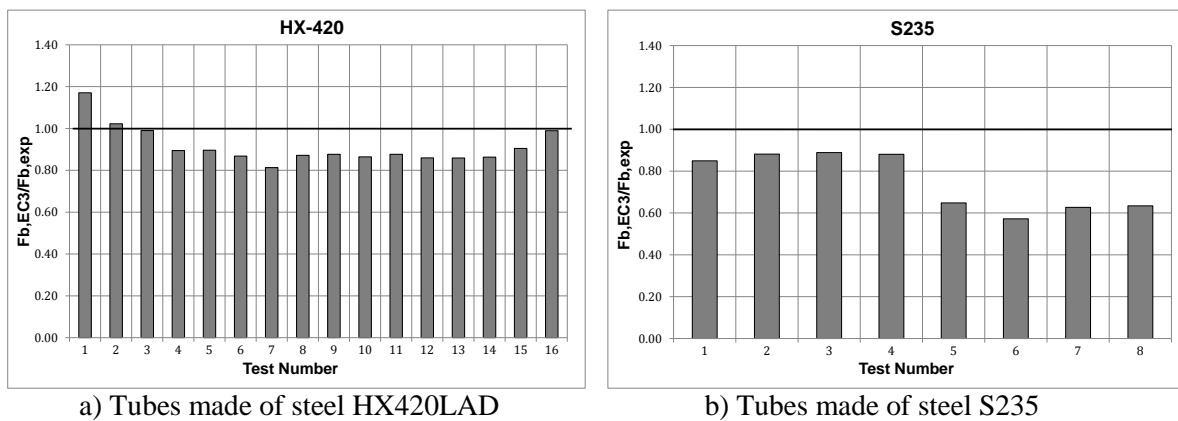 HX-420
Fb,EC3/Fb,exp
1.40
1.20
1.00
0.80
0.60
0.40
0.20
0.00
1 2 3 4 5 6 7 8 9 10 11 12 13 14 15 16
Test Number
a) Tubes made of steel HX420LAD
S235
Fb,EC3/Fb,exp
1.40
1.20
1.00
0.80
0.60
0.40
0.20
0.00
1 2 3 4 5 6 7 8
Test Number
b) Tubes made of steel S235